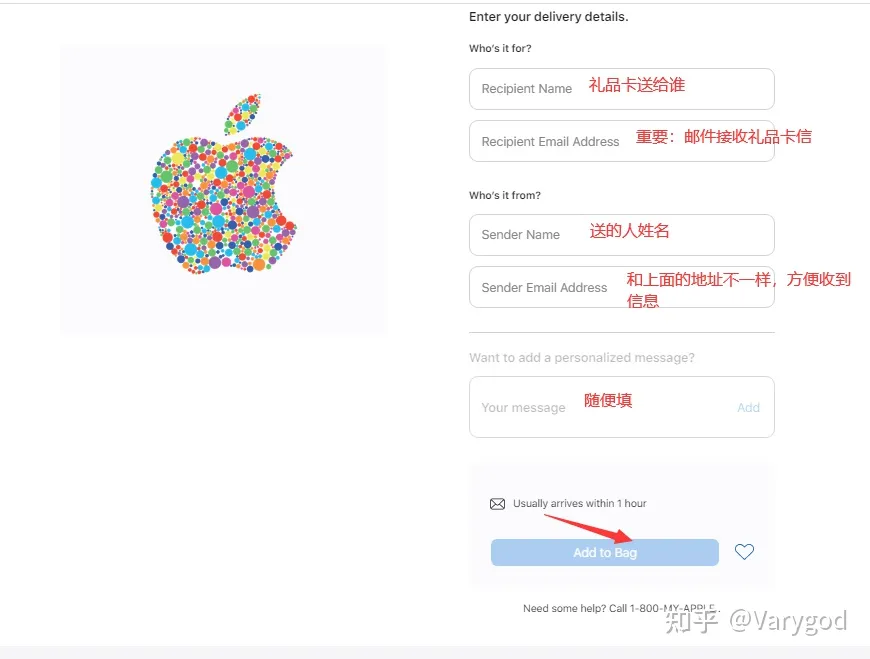 Enter your delivery details.
Who's it for?
Recipient Name 礼品卡送给谁
Recipient Email Address 重要：邮件接收礼品卡信
Who's it from?
Sender Name 送的人姓名
Sender Email Address 和上面的地址不一样，方便收到
信息
Want to add a personalized message?
Your message 随便填 Add
Usually arrives within 1 hour
Add to Bag
Need some help? Call 1-800-MY-APPLE.
知乎 @Varygod